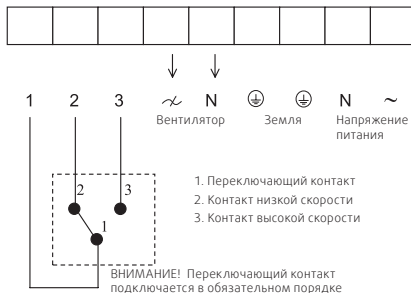 1 2 3 ~ N ⏚ ⏚ N ~
Вентилятор Земля Напряжение
питания
2 3
1
1. Переключающий контакт
2. Контакт низкой скорости
3. Контакт высокой скорости
ВНИМАНИЕ! Переключающий контакт
подключается в обязательном порядке